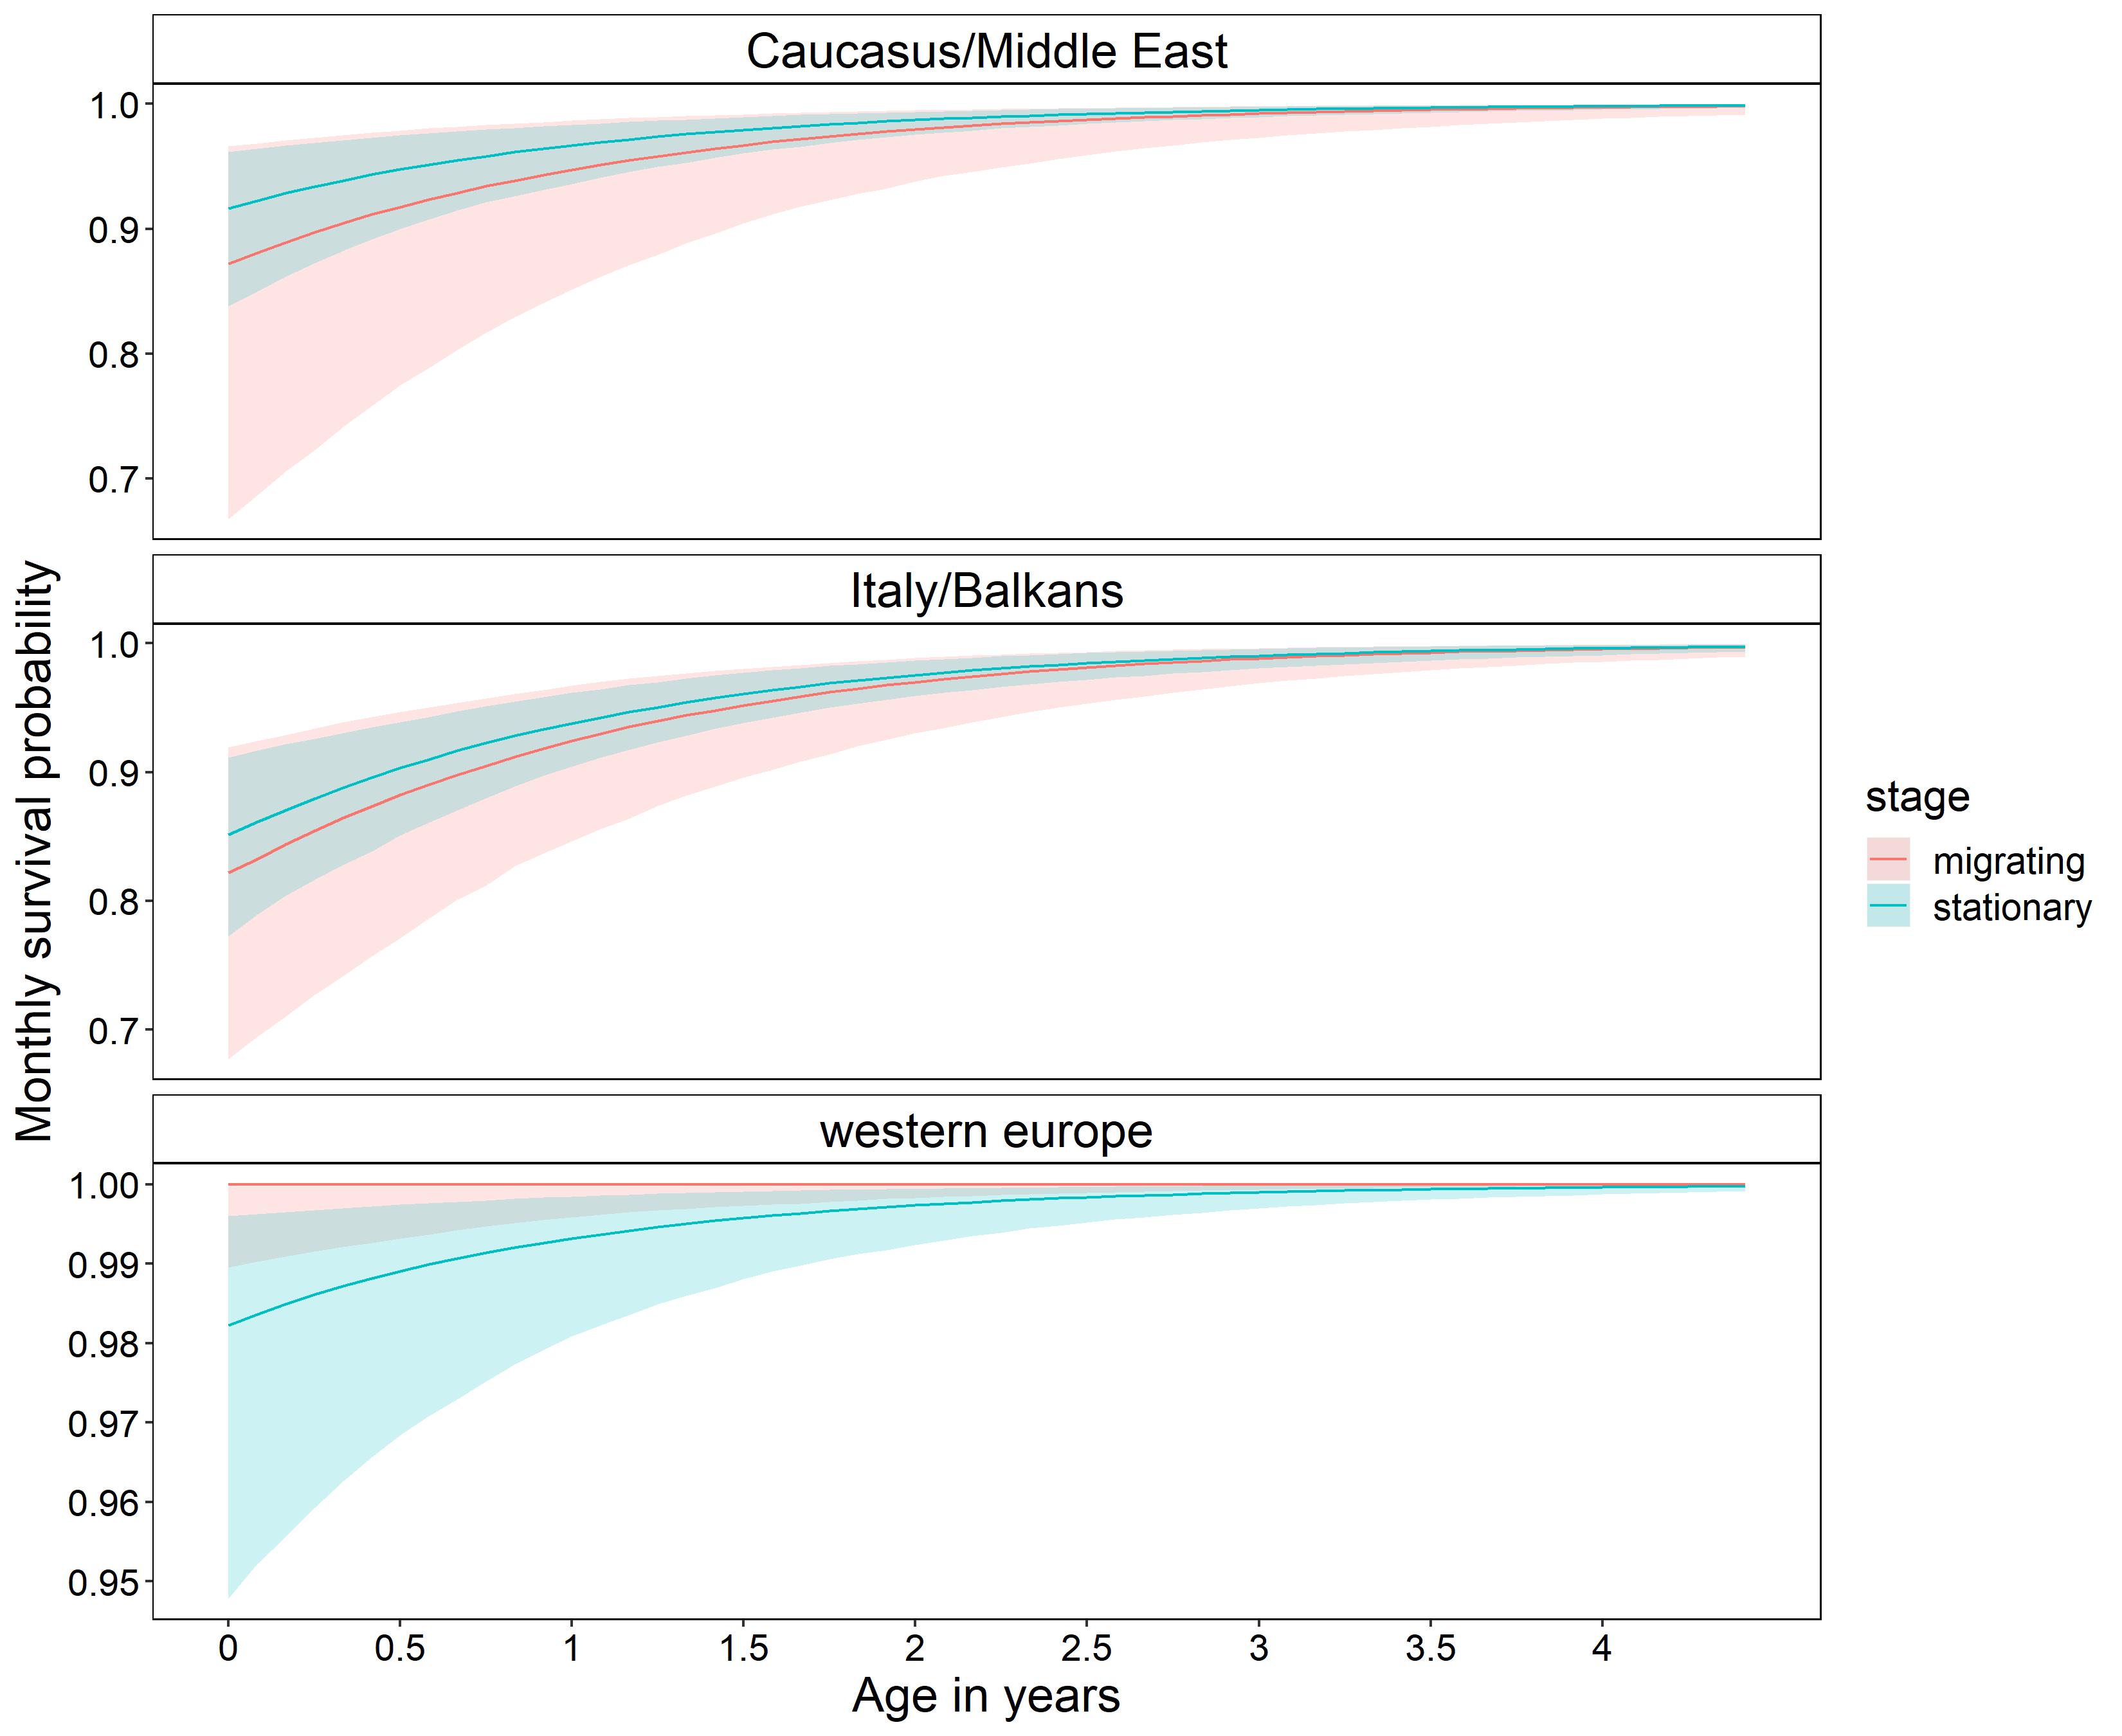 Caucasus/Middle East
1.0
0.9
0.8
0.7
Italy/Balkans
1.0
0.9
0.8
0.7
western europe
1.00
0.99
0.98
0.97
0.96
0.95
0 0.5 1 1.5 2 2.5 3 3.5 4
Age in years
Monthly survival probability
stage
migrating
stationary